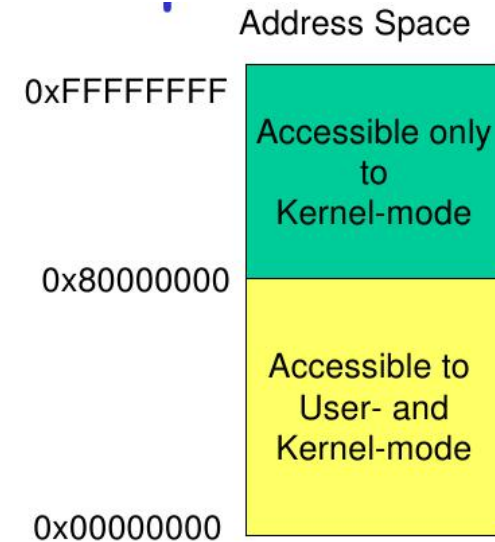 Address Space
0xFFFFFFFF
Accessible only
to
Kernel-mode
0x80000000
Accessible to
User- and
Kernel-mode
0x00000000